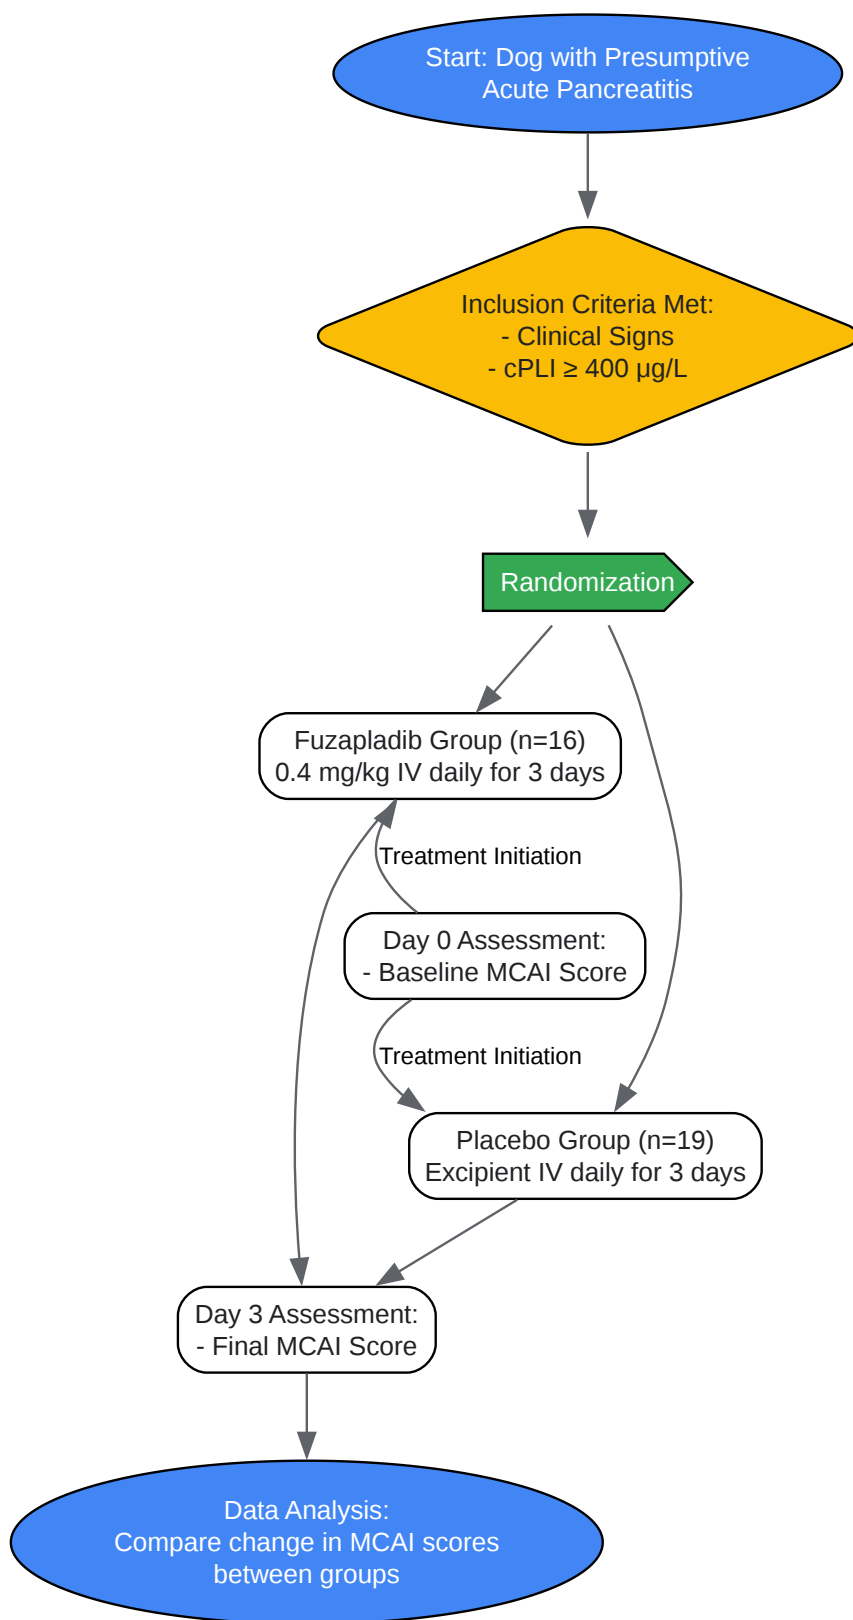 Start: Dog with Presumptive
Acute Pancreatitis
Inclusion Criteria Met:
- Clinical Signs
- cPLI ≥ 400 μg/L
Randomization
Fuzapladib Group (n=16)
0.4 mg/kg IV daily for 3 days
Treatment Initiation
Day 0 Assessment:
- Baseline MCAI Score
Treatment Initiation
Placebo Group (n=19)
Excipient IV daily for 3 days
Day 3 Assessment:
- Final MCAI Score
Data Analysis:
Compare change in MCAI scores
between groups